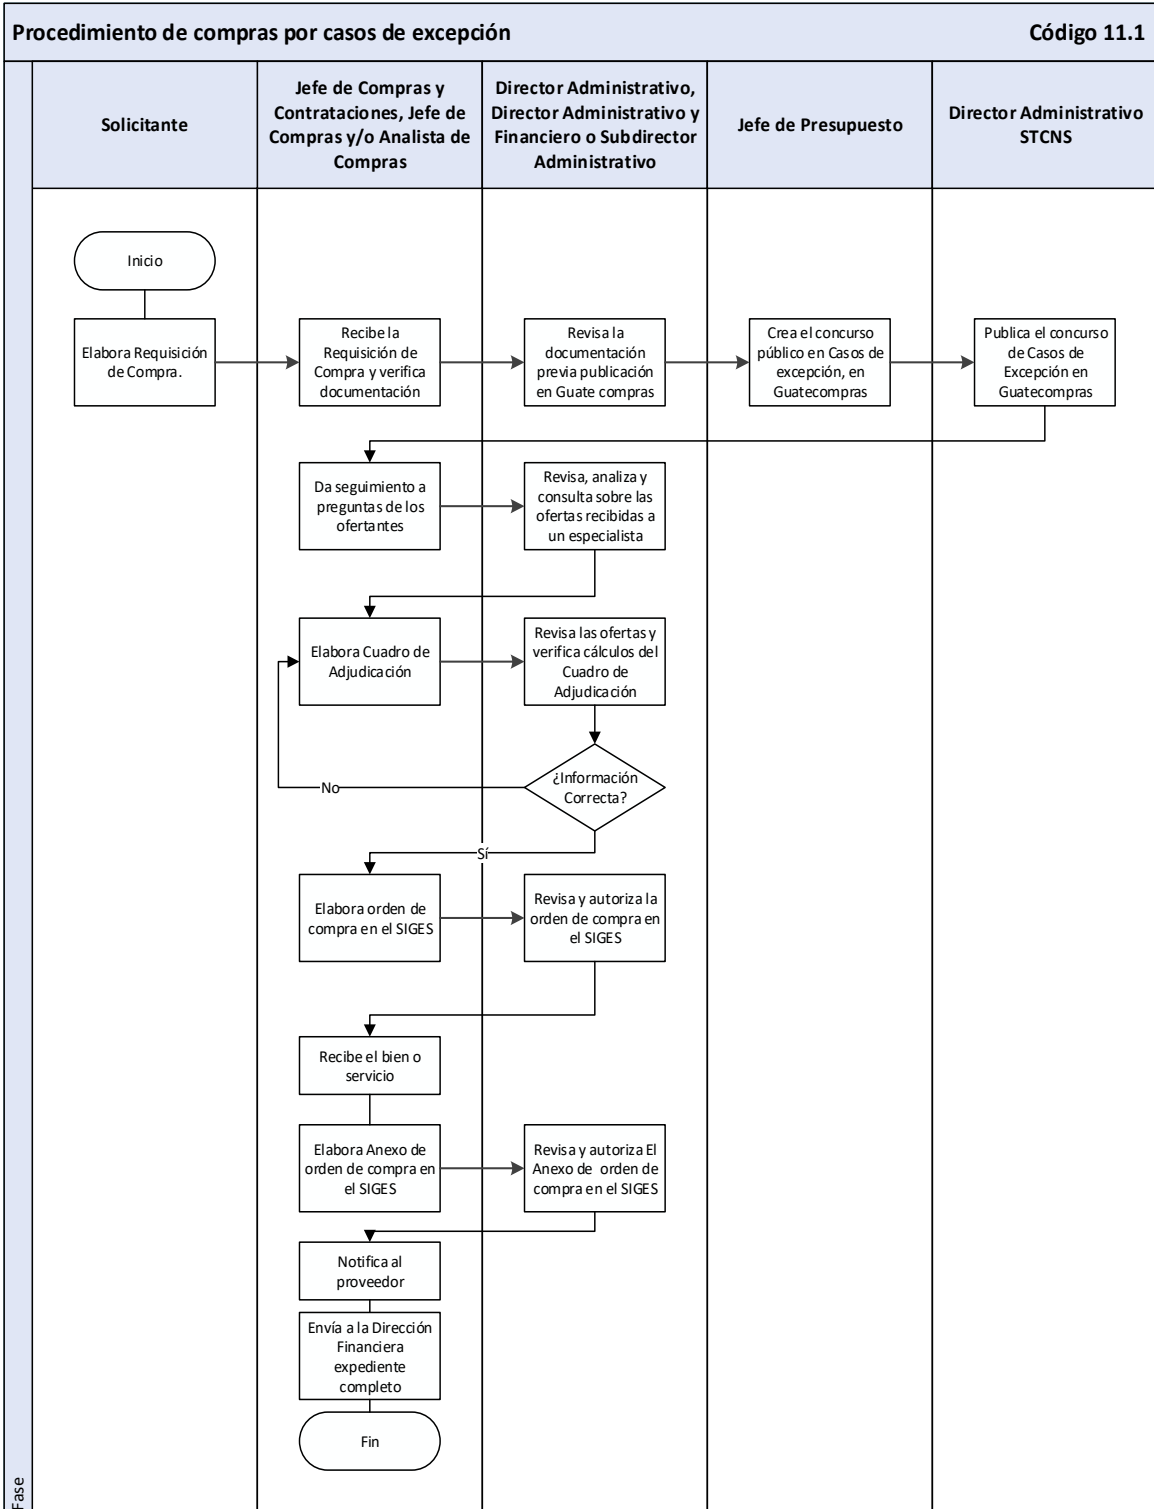 Procedimiento de compras por casos de excepción
Código 11.1
Solicitante
Jefe de Compras y
Contrataciones, Jefe de
Compras y/o Analista de
Compras
Director Administrativo,
Director Administrativo y
Financiero o Subdirector
Administrativo
Jefe de Presupuesto
Director Administrativo
STCNS
Inicio
Elabora Requisición
de Compra.
Recibe la
Requisición de
Compra y verifica
documentación
Revisa la
documentación
previa publicación
en Guate compras
Crea el concurso
público en Casos de
excepción, en
Guatecompras
Publica el concurso
de Casos de
Excepción en
Guatecompras
Da seguimiento a
preguntas de los
ofertantes
Revisa, analiza y
consulta sobre las
ofertas recibidas a
un especialista
Elabora Cuadro de
Adjudicación
Revisa las ofertas y
verifica cálculos del
Cuadro de
Adjudicación
¿Información
Correcta?
No
Sí
Elabora orden de
compra en el SIGES
Revisa y autoriza la
orden de compra en
el SIGES
Recibe el bien o
servicio
Elabora Anexo de
orden de compra en
el SIGES
Revisa y autoriza El
Anexo de orden de
compra en el SIGES
Notifica al
proveedor
Envía a la Dirección
Financiera
expediente
completo
Fin
Fase